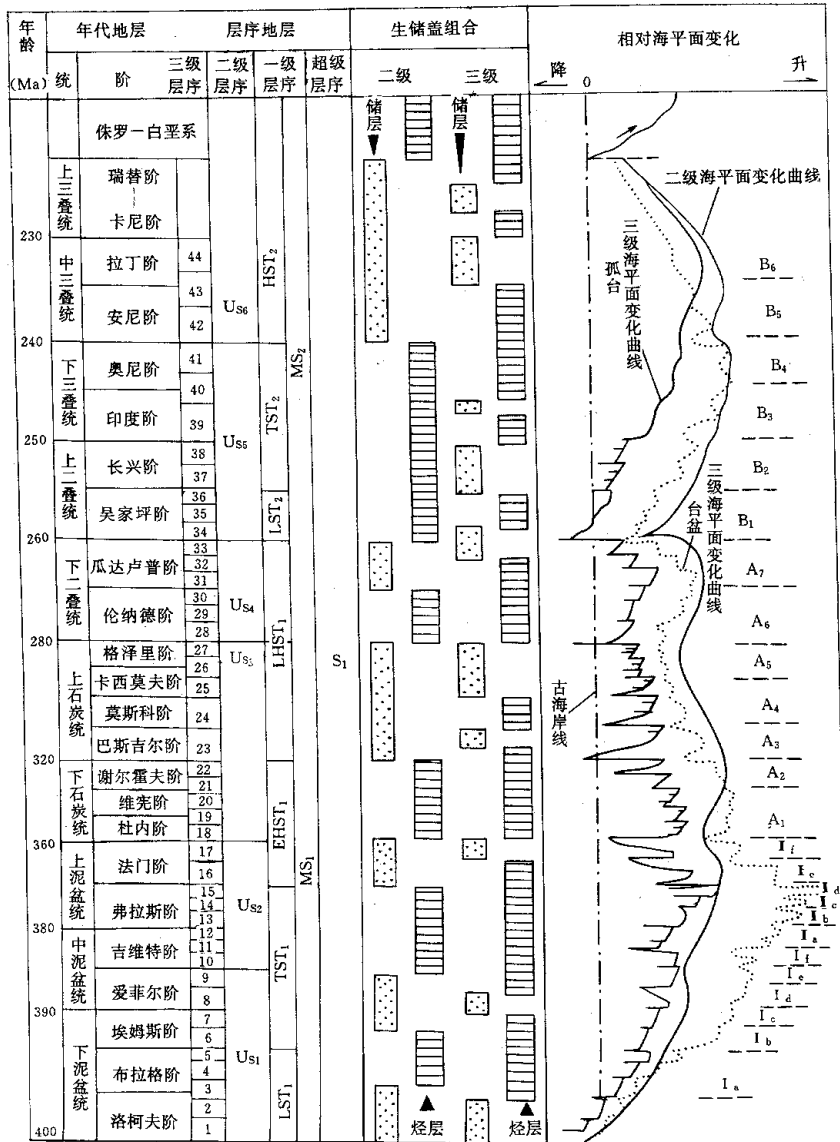 年龄 (Ma)
年代地层
层序地层
生储盖组合
相对海平面变化
统
阶
三级层序
二级层序
一级层序
超级层序
二级
三级
降
0
升
侏罗—白垩系
储层
储层
上三叠统
瑞替阶
卡尼阶
230
中三叠统
拉丁阶
44
43
安尼阶
42
240
下三叠统
奥尼阶
41
40
印度阶
39
250
上二叠统
长兴阶
38
37
吴家坪阶
36
35
34
260
下二叠统
瓜达卢普阶
33
32
31
伦纳德阶
30
29
28
280
上石炭统
格泽里阶
27
26
卡西莫夫阶
25
莫斯科阶
24
巴斯吉尔阶
23
320
下石炭统
谢尔霍夫阶
22
21
维宪阶
20
19
杜内阶
18
360
上泥盆统
法门阶
17
16
弗拉斯阶
15
14
13
380
中泥盆统
吉维特阶
12
11
10
爱菲尔阶
9
8
390
下泥盆统
埃姆斯阶
7
6
布拉格阶
5
4
3
洛柯夫阶
2
1
400
US6
US5
US4
US3
US2
US1
HST2
TST2
LST2
LHST1
EHST1
TST1
LST1
MS2
MS1
S1
烃层
烃层
二级海平面变化曲线
三级海平面变化曲线
孤台
三级海平面变化曲线
台盆
古海岸线
B6
B5
B4
B3
B2
B1
A7
A6
A5
A4
A3
A2
A1
If
Ie
Id
Ic
Ib
Ia
If
Ie
Id
Ic
Ib
Ia